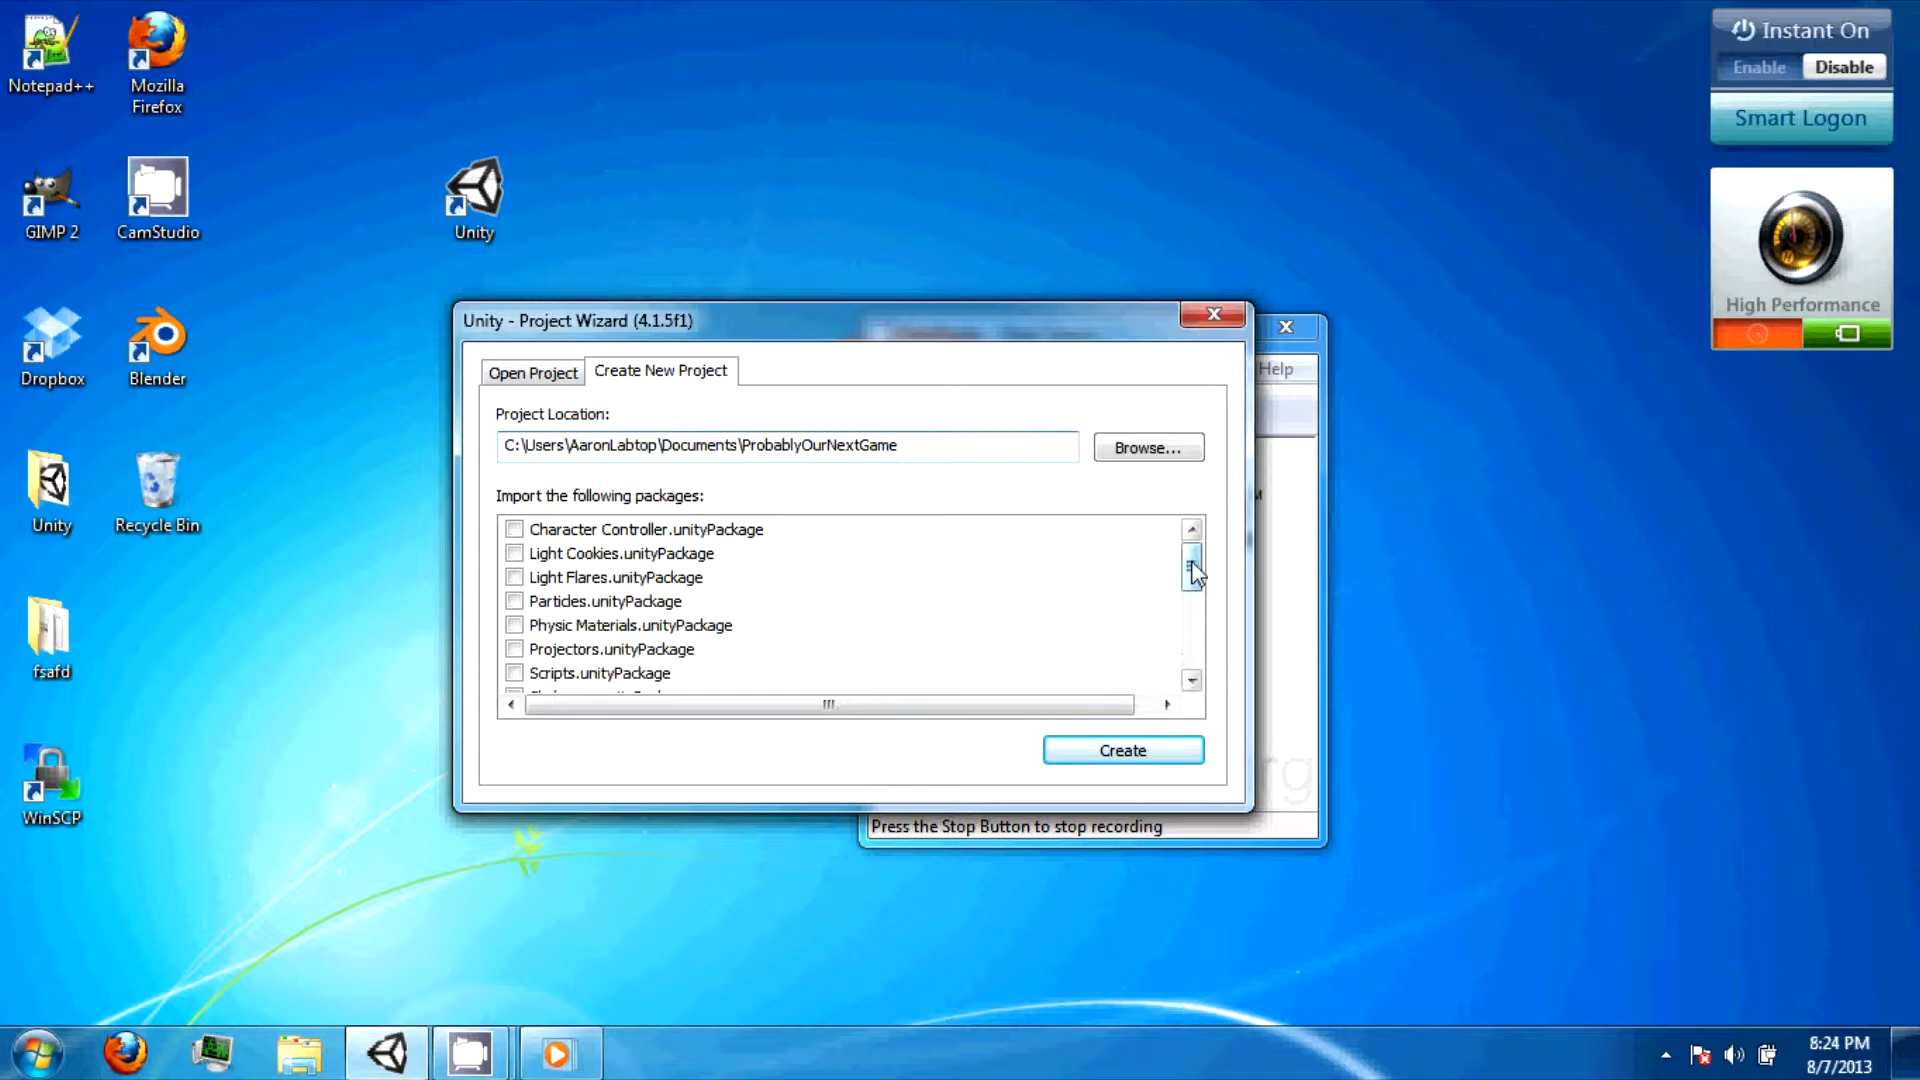 Notepad++
Mozilla
Firefox
GIMP 2
CamStudio
Unity
Dropbox
Blender
Unity
Recycle Bin
fsafd
WinSCP
Instant On
Enable
Disable
Smart Logon
High Performance
Unity - Project Wizard (4.1.5f1)
Open Project
Create New Project
Help
Project Location:
C:\Users\AaronLabtop\Documents\ProbablyOurNextGame
Browse...
Import the following packages:
Character Controller.unityPackage
Light Cookies.unityPackage
Light Flares.unityPackage
Particles.unityPackage
Physic Materials.unityPackage
Projectors.unityPackage
Scripts.unityPackage
Create
rg
Press the Stop Button to stop recording
8:24 PM
8/7/2013